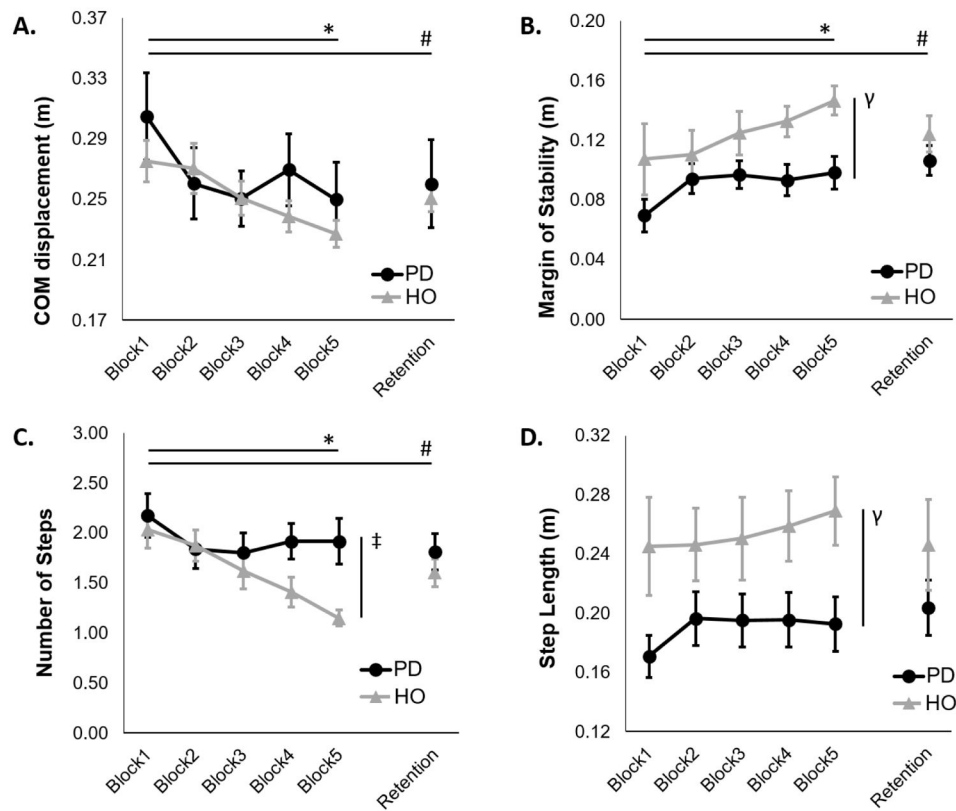 A.
COM displacement (m)
0.37
0.33
0.29
0.25
0.21
0.17
*
#
PD
HO
Block1
Block2
Block3
Block4
Block5
Retention
B.
Margin of Stability (m)
0.20
0.16
0.12
0.08
0.04
0.00
*
#
γ
PD
HO
Block1
Block2
Block3
Block4
Block5
Retention
C.
Number of Steps
3.00
2.50
2.00
1.50
1.00
0.50
0.00
*
#
‡
PD
HO
Block1
Block2
Block3
Block4
Block5
Retention
D.
Step Length (m)
0.32
0.28
0.24
0.20
0.16
0.12
γ
PD
HO
Block1
Block2
Block3
Block4
Block5
Retention